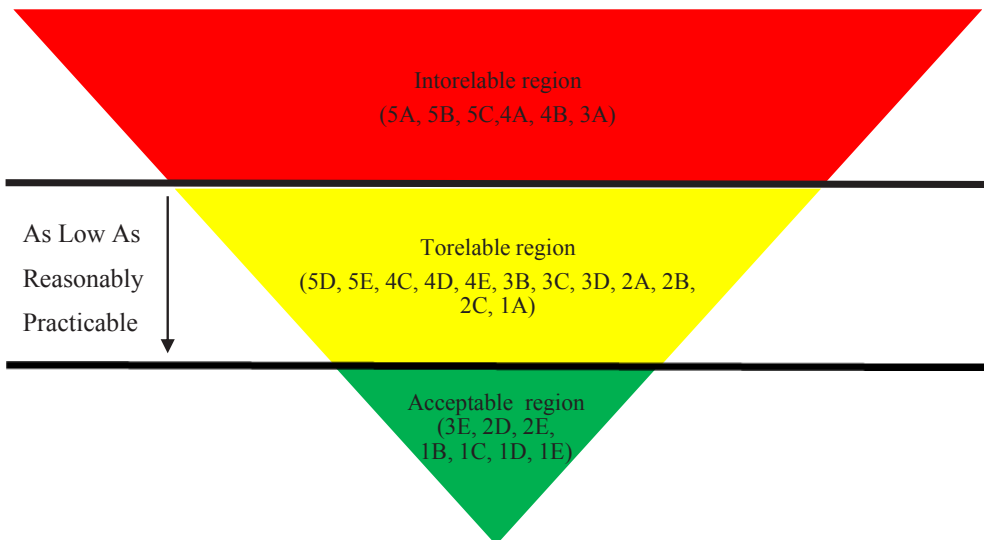 Intorelable region
(5A, 5B, 5C,4A, 4B, 3A)
As Low As
Reasonably
Practicable
Torelable region
(5D, 5E, 4C, 4D, 4E, 3B, 3C, 3D, 2A, 2B,
2C, 1A)
Acceptable region
(3E, 2D, 2E,
1B, 1C, 1D, 1E)